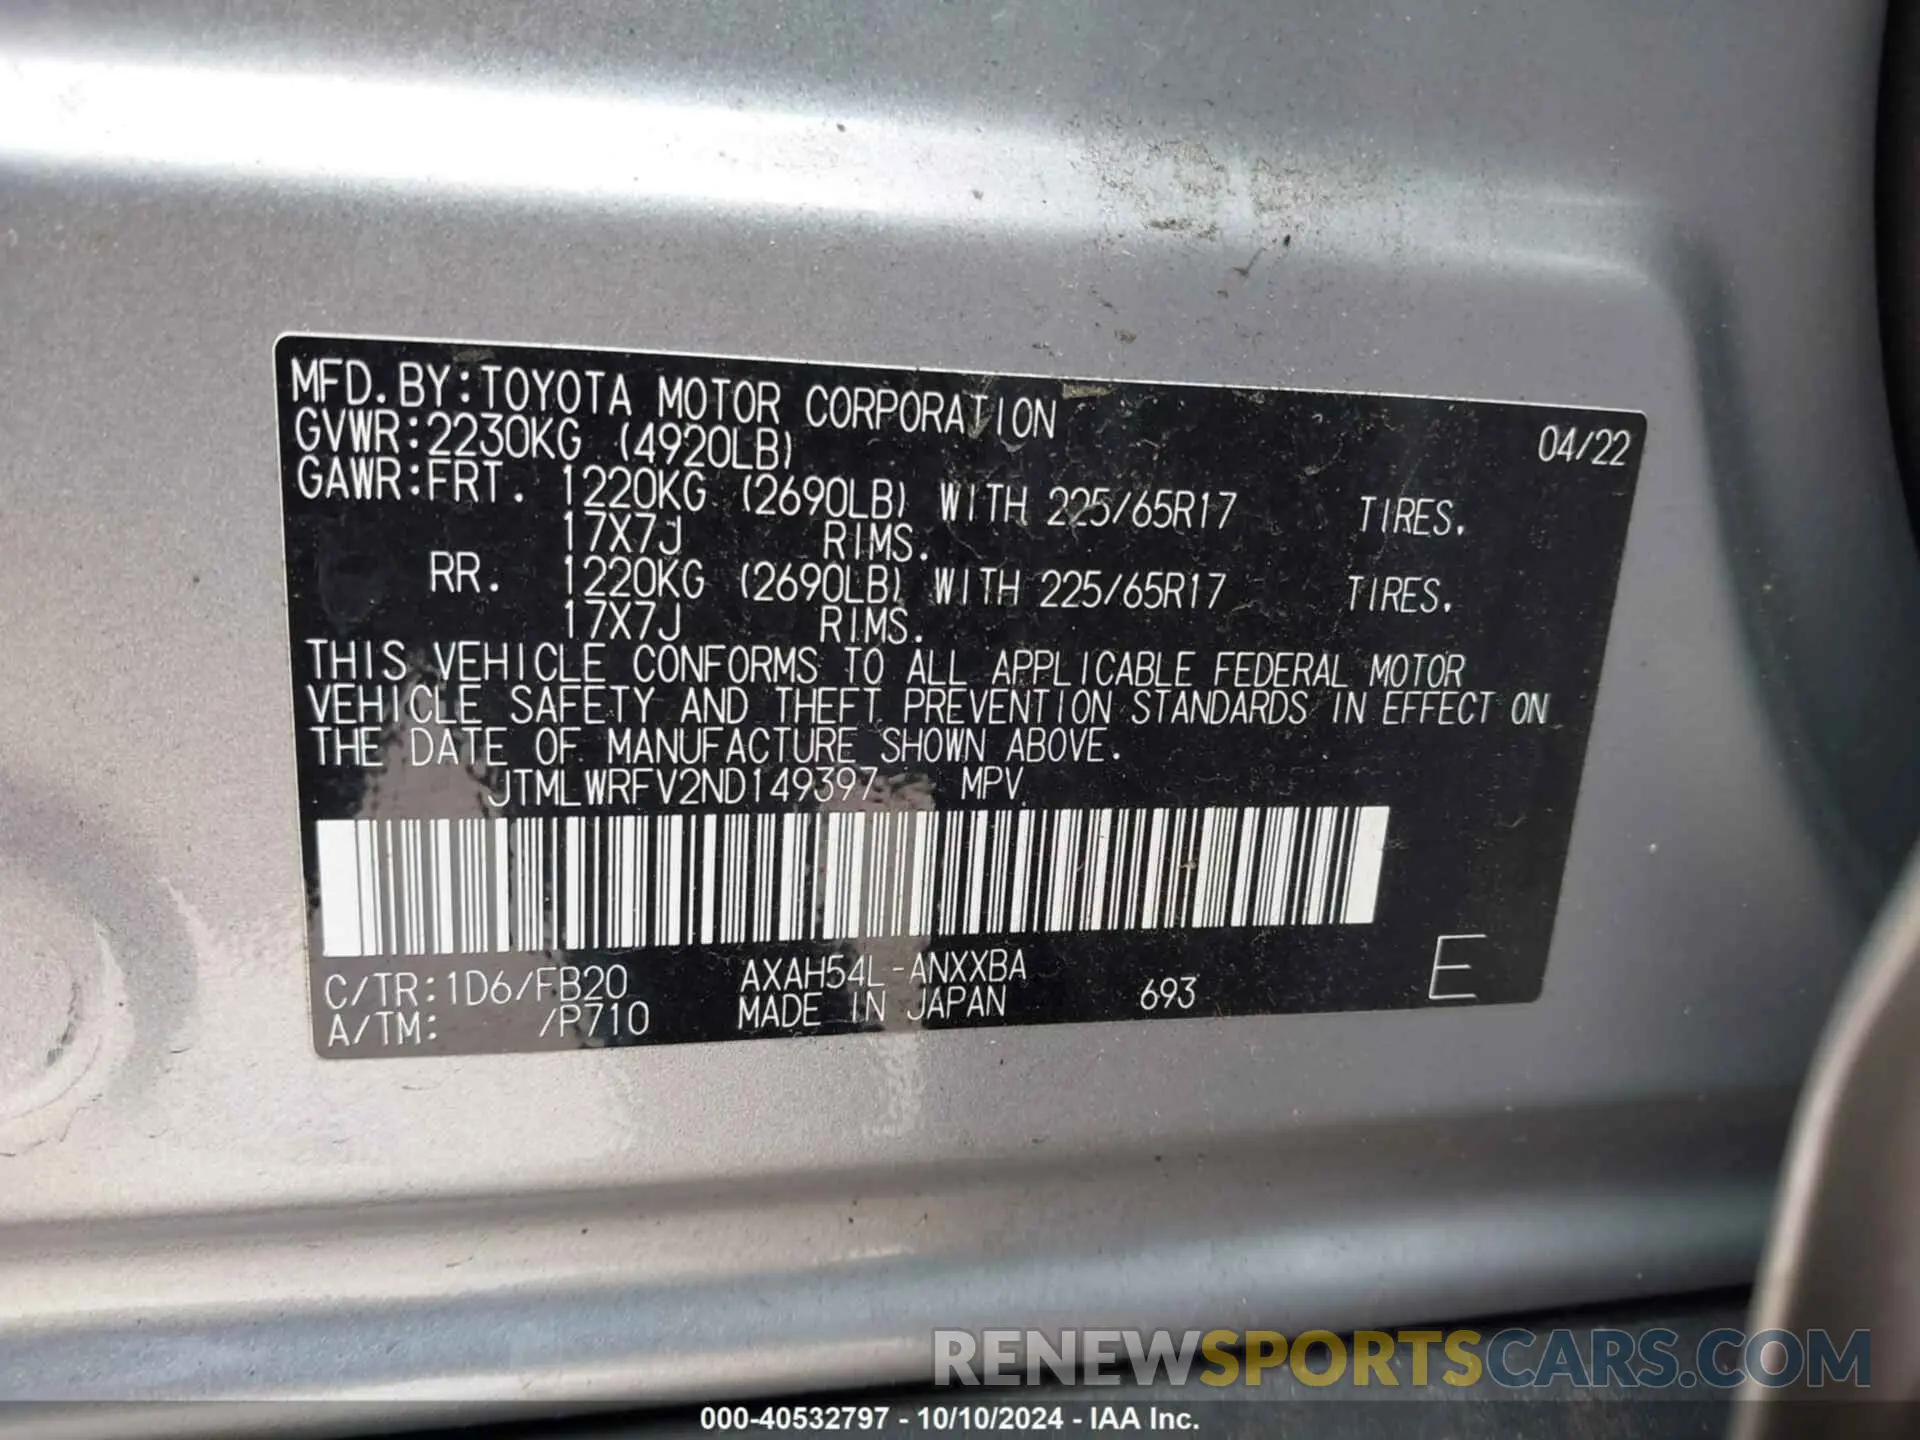 MFD. BY:TOYOTA MOTOR CORPORATION 04/22
GVWR:2230KG (4920LB)
GAWR:FRT. 1220KG (2690LB) WITH 225/65R17 TIRES.
17X7J RIMS.
RR. 1220KG (2690LB) WITH 225/65R17 TIRES.
17X7J RIMS.
THIS VEHICLE CONFORMS TO ALL APPLICABLE FEDERAL MOTOR
VEHICLE SAFETY AND THEFT PREVENTION STANDARDS IN EFFECT ON
THE DATE OF MANUFACTURE SHOWN ABOVE.
JTMLWRFV2ND149397 MPV
C/TR:1D6/FB20 AXAH54L-ANXXBA 693 E
A/TM: /P710 MADE IN JAPAN
RENEWSPORTSCARS.COM
000-40532797 - 10/10/2024 - IAA Inc.